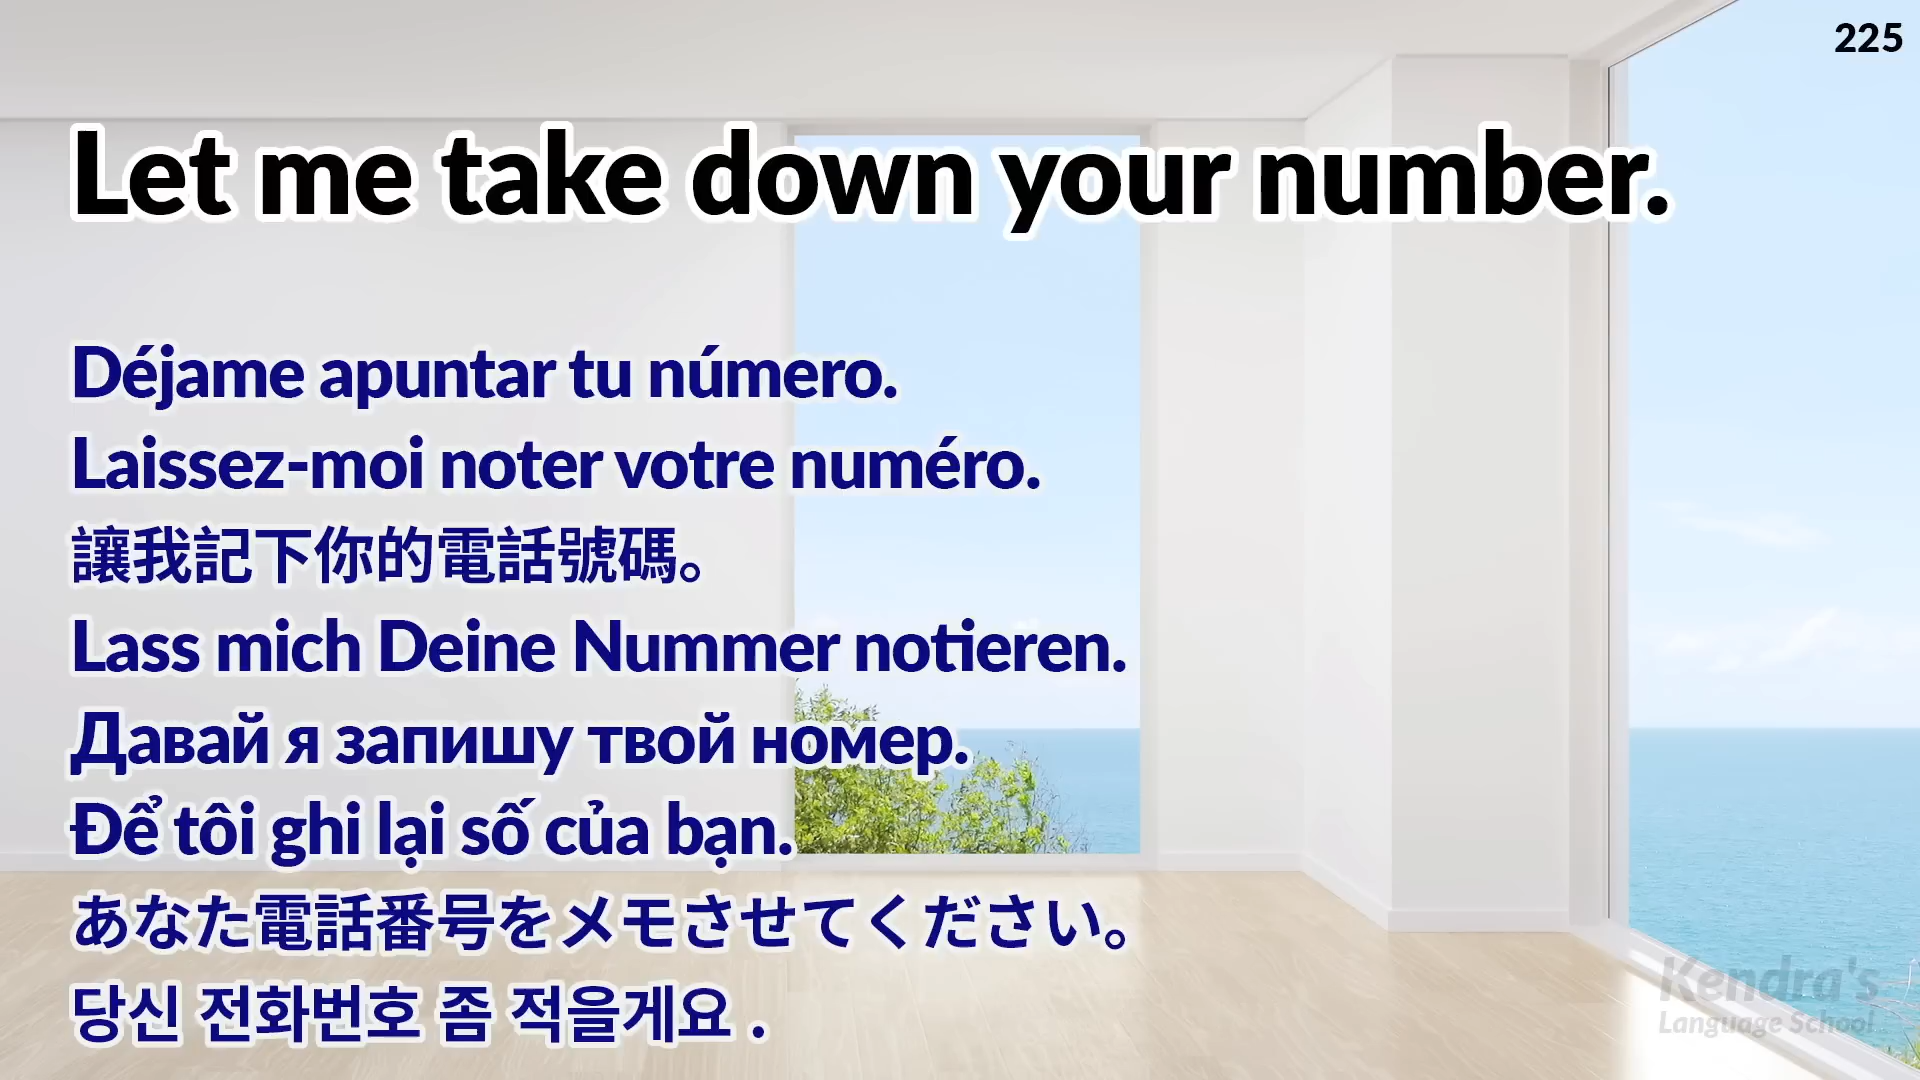 225
Let me take down your number.
Déjame apuntar tu número.
Laissez-moi noter votre numéro.
讓我記下你的電話號碼。
Lass mich Deine Nummer notieren.
Давай я запишу твой номер.
Để tôi ghi lại số của bạn.
あなた電話番号をメモさせてください。
당신 전화번호 좀 적을게요 .
Kendra's
Language School